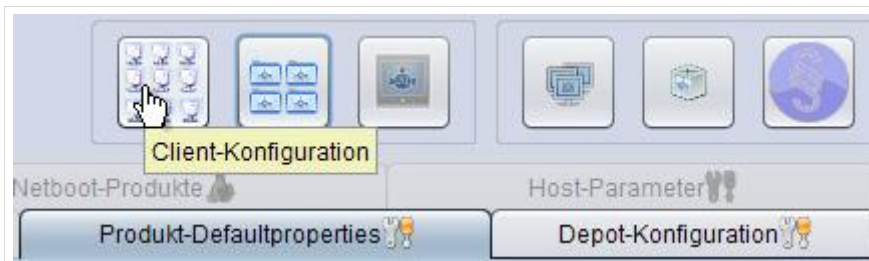 Client-Konfiguration
Netboot-Produkte
Host-Parameter
Produkt-Defaultproperties
Depot-Konfiguration